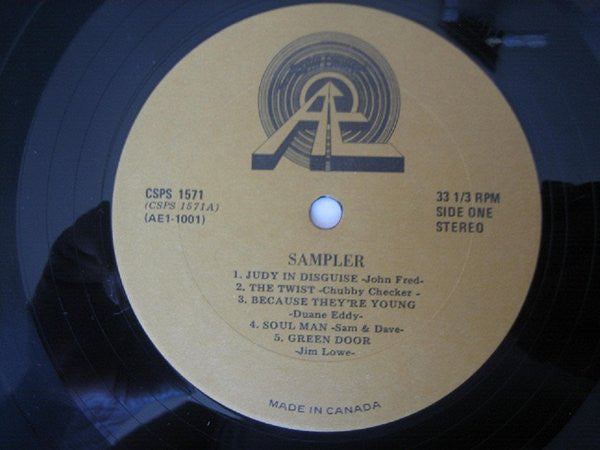 CSPS 1571
(CSPS 1571A)
(AE1-1001)
33 1/3 RPM
SIDE ONE
STEREO
SAMPLER
1. JUDY IN DISGUISE -John Fred-
2. THE TWIST -Chubby Checker -
3. BECAUSE THEY'RE YOUNG
-Duane Eddy-
4. SOUL MAN -Sam & Dave-
5. GREEN DOOR
-Jim Lowe-
MADE IN CANADA